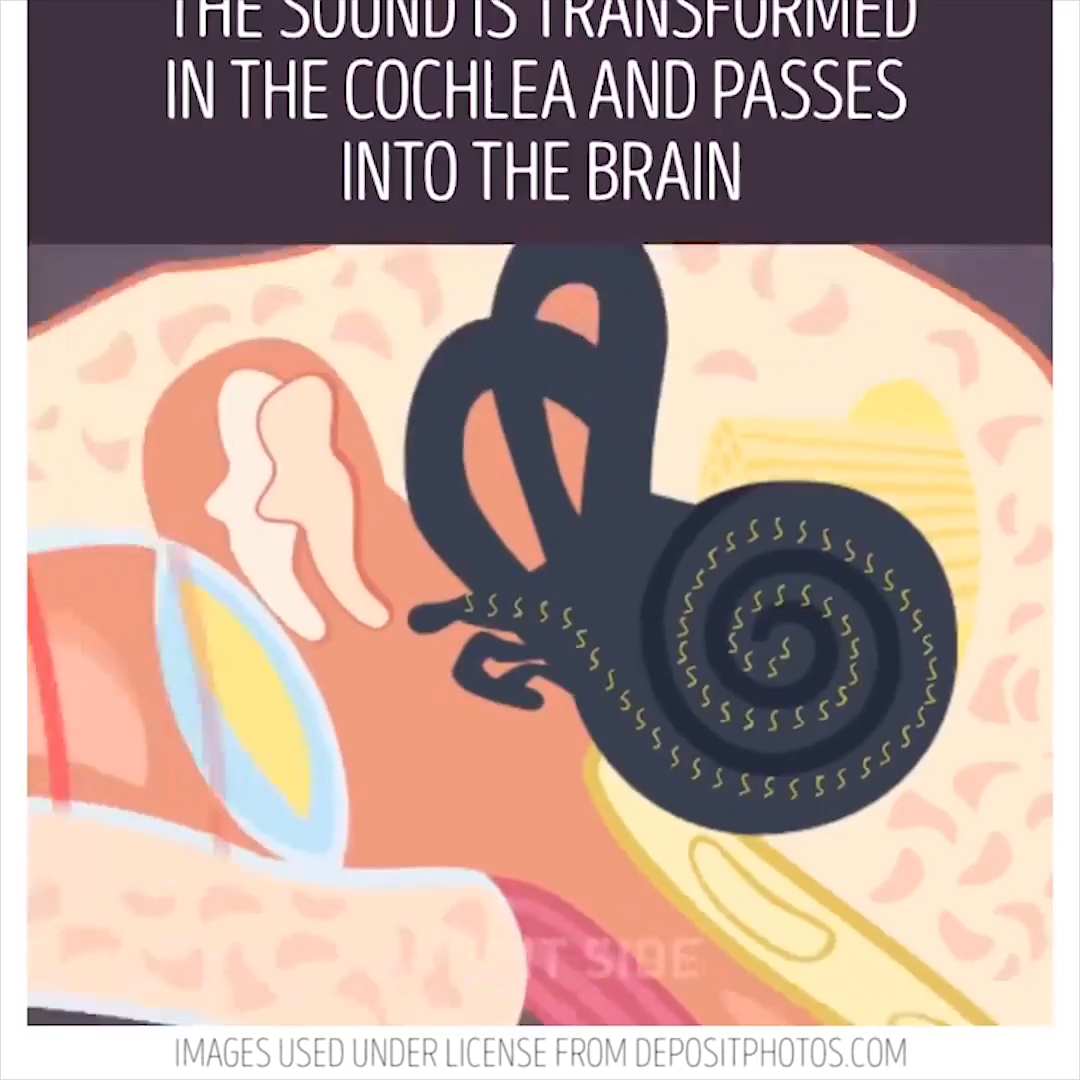 THE SOUND IS TRANSFORMED
IN THE COCHLEA AND PASSES
INTO THE BRAIN
SIDE
IMAGES USED UNDER LICENSE FROM DEPOSITPHOTOS.COM